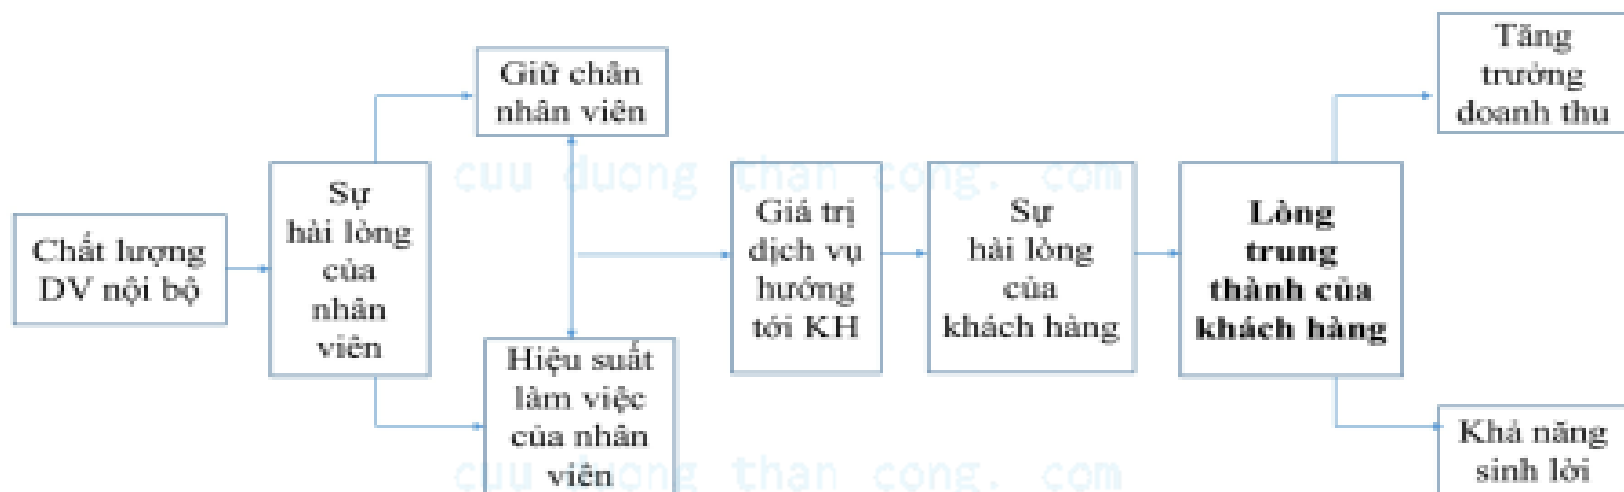 Chất lượng
DV nội bộ
Sự
hài lòng
của
nhân
viên
Giữ chân
nhân viên
Hiệu suất
làm việc
của nhân
viên
Giá trị
dịch vụ
hướng
tới KH
Sự
hài lòng
của
khách hàng
Lòng
trung
thành của
khách hàng
Tăng
trưởng
doanh thu
Khả năng
sinh lời
cuu duong than cong. com
cuu duong than cong. com